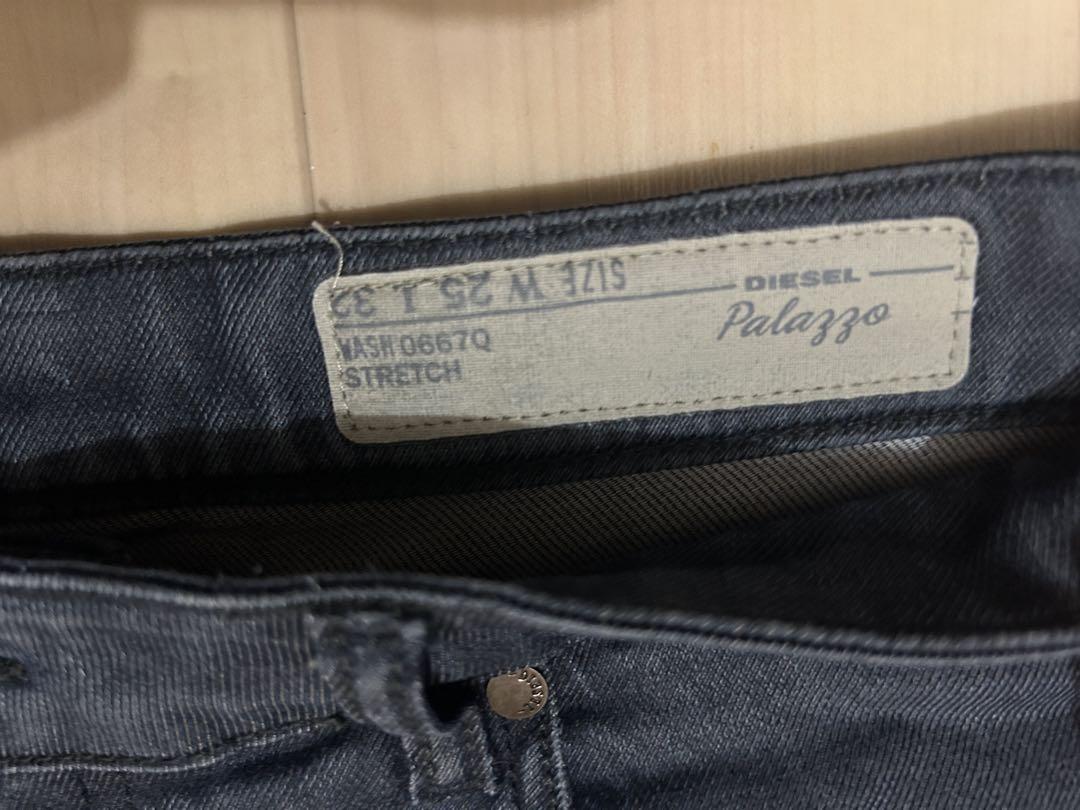 SIZE W 25 L 32
DIESEL
Palazzo
WASH 0667Q
STRETCH